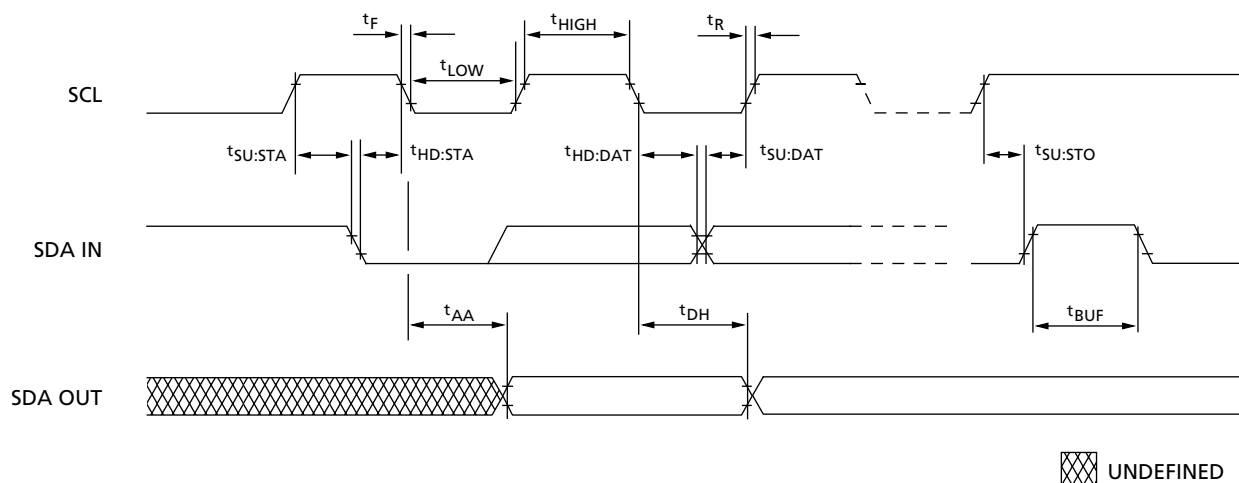 tF
tHIGH
tR
tLOW
SCL
tSU:STA
tHD:STA
tHD:DAT
tSU:DAT
tSU:STO
SDA IN
tAA
tDH
tBUF
SDA OUT
UNDEFINED